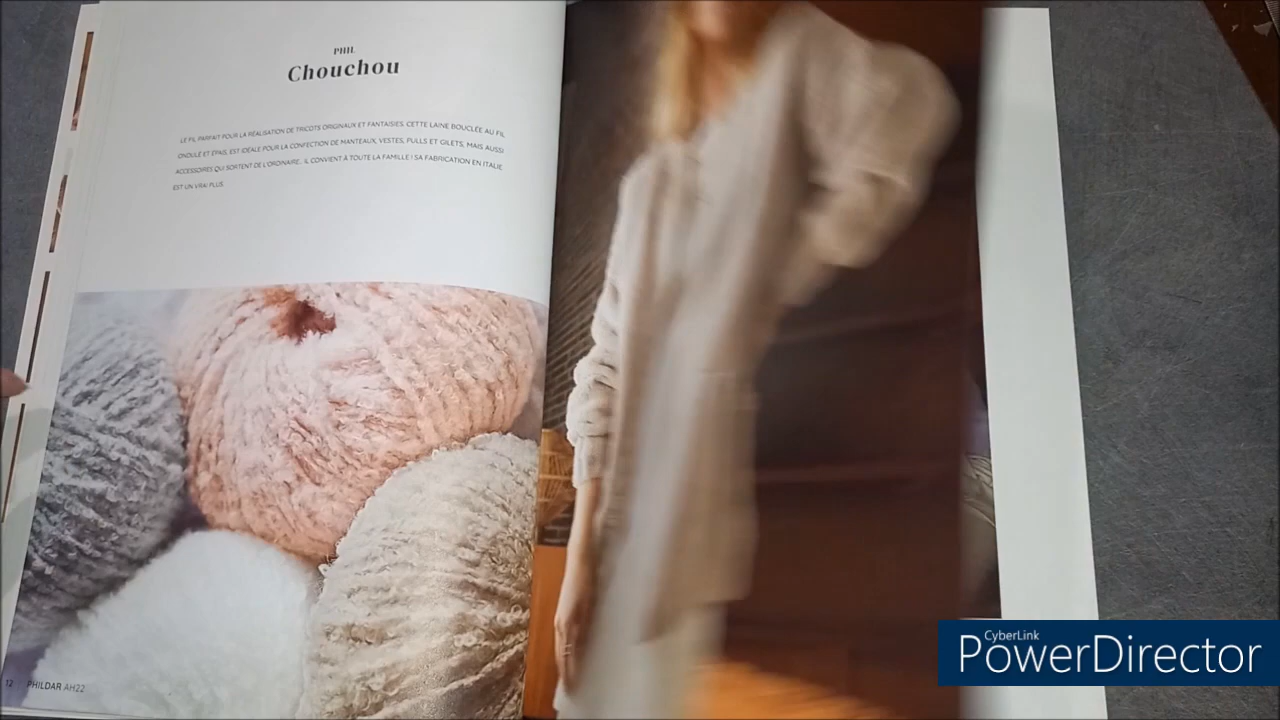 PHIL
Chouchou
LE FIL PARFAIT POUR LA RÉALISATION DE TRICOTS ORIGINAUX ET FANTAISIES. CETTE LAINE BOUCLÉE AU FIL
ONDULÉ ET ÉPAIS, EST IDÉALE POUR LA CONFECTION DE MANTEAUX, VESTES, PULLS ET GILETS, MAIS AUSSI
ACCESSOIRES QUI SORTENT DE L'ORDINAIRE... IL CONVIENT À TOUTE LA FAMILLE ! SA FABRICATION EN ITALIE
EST UN VRAI PLUS.
12 PHILDAR AH22
CyberLink
PowerDirector